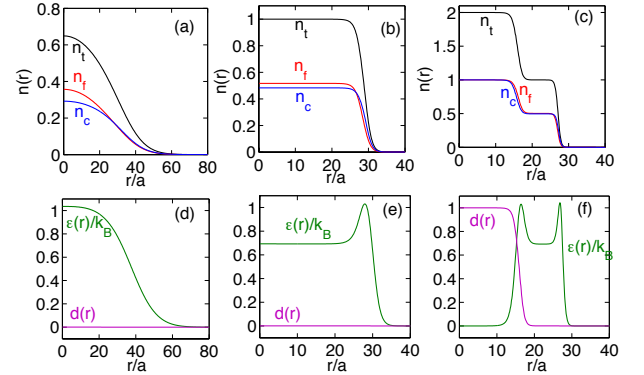 0.8
0.6
0.4
0.2
0
0 20 40 60 80
r/a
n(r)
(a)
n_t
n_f
n_c
1
0.8
0.6
0.4
0.2
0
0 10 20 30 40
r/a
(b)
n_t
n_f
n_c
2
1.5
1
0.5
0
0 10 20 30 40
r/a
n(r)
(c)
n_t
n_c
n_f
1
0.8
0.6
0.4
0.2
0
0 20 40 60 80
r/a
(d)
ε(r)/k_B
d(r)
1
0.8
0.6
0.4
0.2
0
0 10 20 30 40
r/a
(e)
ε(r)/k_B
d(r)
1
0.8
0.6
0.4
0.2
0
0 10 20 30 40
r/a
(f)
d(r)
ε(r)/k_B